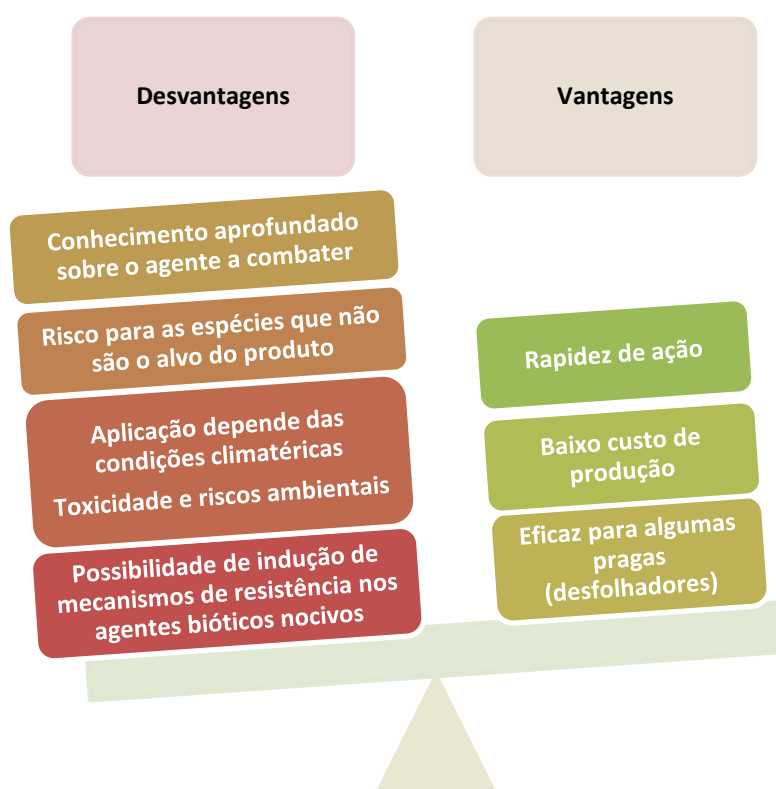 Desvantagens
Conhecimento aprofundado
sobre o agente a combater
Risco para as espécies que não
são o alvo do produto
Aplicação depende das
condições climatéricas
Toxicidade e riscos ambientais
Possibilidade de indução de
mecanismos de resistência nos
agentes bióticos nocivos
Vantagens
Rapidez de ação
Baixo custo de
produção
Eficaz para algumas
pragas
(desfolhadores)